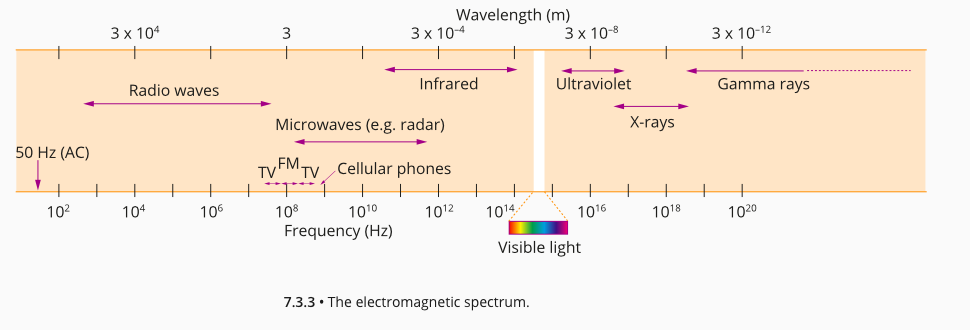 Wavelength (m)
3 x 10⁴ 3 3 x 10⁻⁴ 3 x 10⁻⁸ 3 x 10⁻¹²
Infrared Ultraviolet Gamma rays
Radio waves
X-rays
Microwaves (e.g. radar)
50 Hz (AC)
TV FM TV Cellular phones
10² 10⁴ 10⁶ 10⁸ 10¹⁰ 10¹² 10¹⁴ 10¹⁶ 10¹⁸ 10²⁰
Frequency (Hz)
Visible light
7.3.3 • The electromagnetic spectrum.